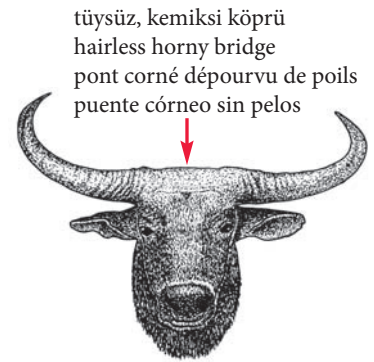 tüysüz, kemiksi köprü
hairless horny bridge
pont corné dépourvu de poils
puente córneo sin pelos